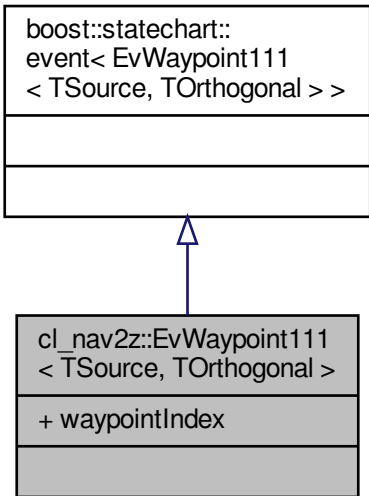 boost::statechart::
event< EvWaypoint111
< TSource, TOrthogonal > >
cl_nav2z::EvWaypoint111
< TSource, TOrthogonal >
+ waypointIndex